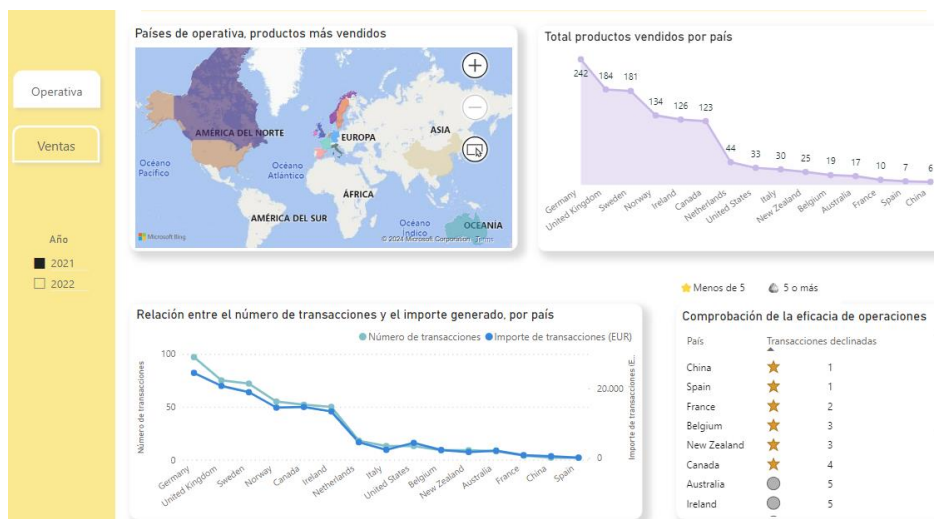 Operativa
Ventas
Año
2021
2022
Países de operativa, productos más vendidos
AMÉRICA DEL NORTE
EUROPA
ASIA
Océano
Pacífico
Océano
Atlántico
ÁFRICA
AMÉRICA DEL SUR
Océano
Índico
OCEANÍA
Microsoft Bing
© 2024 Microsoft Corporation Terms
Total productos vendidos por país
242 184 181 134 126 123 44 33 30 25 19 17 10 7 6
Germany United Kingdom Sweden Norway Ireland Canada Netherlands United States Italy New Zealand Belgium Australia France Spain China
Relación entre el número de transacciones y el importe generado, por país
Número de transacciones Importe de transacciones (EUR)
Número de transacciones
100
50
0
20.000
0
Importe de transacciones (E...
Germany United Kingdom Sweden Norway Canada Ireland Netherlands Italy United States Belgium New Zealand Australia France China Spain
Menos de 5 5 o más
Comprobación de la eficacia de operaciones
País Transacciones declinadas
China 1
Spain 1
France 2
Belgium 3
New Zealand 3
Canada 4
Australia 5
Ireland 5